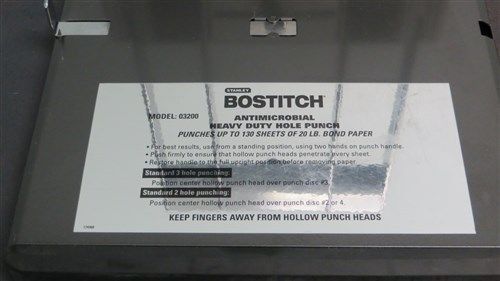 STANLEY
BOSTITCH
MODEL: 03200
ANTIMICROBIAL
HEAVY DUTY HOLE PUNCH
PUNCHES UP TO 130 SHEETS OF 20 LB. BOND PAPER
• For best results, use from a standing position, using two hands on punch handle.
• Push firmly to ensure that hollow punch heads penetrate every sheet.
• Restore handle to the full upright position before removing paper.
Standard 3 hole punching:
Position center hollow punch head over punch disc #3.
Standard 2 hole punching:
Position center hollow punch head over punch disc #2 or 4.
KEEP FINGERS AWAY FROM HOLLOW PUNCH HEADS